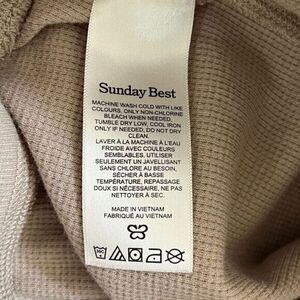 Sunday Best
MACHINE WASH COLD WITH LIKE
COLOURS, ONLY NON-CHLORINE
BLEACH WHEN NEEDED,
TUMBLE DRY LOW, COOL IRON
ONLY IF NEEDED, DO NOT DRY
CLEAN.
LAVER À LA MACHINE À L'EAU
FROIDE AVEC COULEURS
SEMBLABLES, UTILISER
SEULEMENT UN JAVELLISANT
SANS CHLORE AU BESOIN,
SÉCHER À BASSE
TEMPÉRATURE, REPASSAGE
DOUX SI NÉCESSAIRE, NE PAS
NETTOYER À SEC.
MADE IN VIETNAM
FABRIQUÉ AU VIETNAM